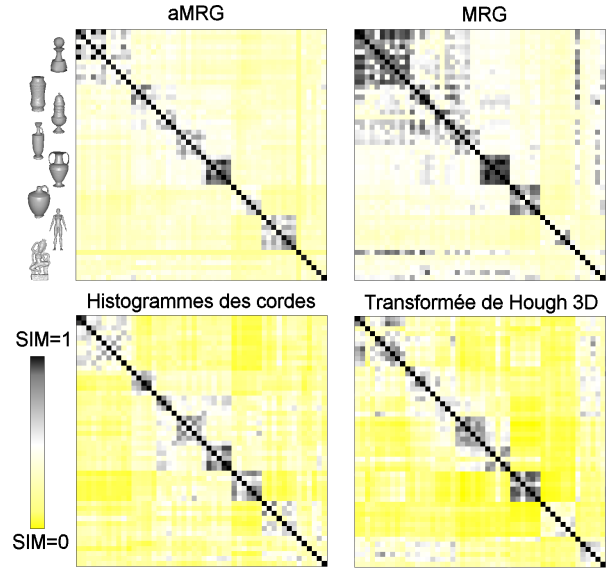 aMRG
MRG
Histogrammes des cordes
Transformée de Hough 3D
SIM=1
SIM=0